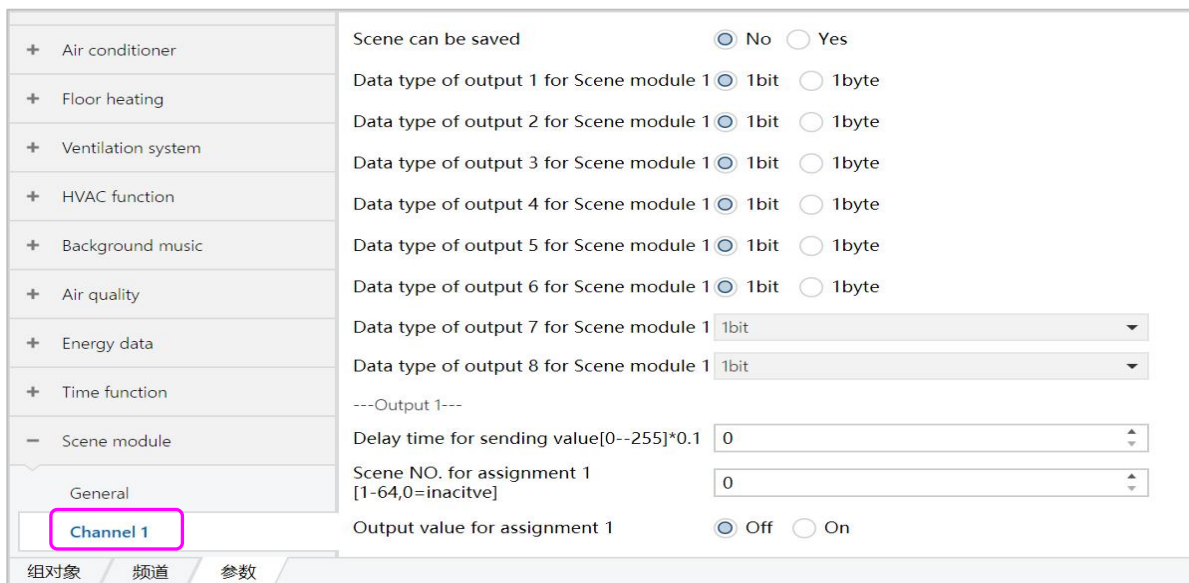 Air conditioner
Floor heating
Ventilation system
HVAC function
Background music
Air quality
Energy data
Time function
Scene module
General
Channel 1
Scene can be saved No Yes
Data type of output 1 for Scene module 1 1bit 1byte
Data type of output 2 for Scene module 1 1bit 1byte
Data type of output 3 for Scene module 1 1bit 1byte
Data type of output 4 for Scene module 1 1bit 1byte
Data type of output 5 for Scene module 1 1bit 1byte
Data type of output 6 for Scene module 1 1bit 1byte
Data type of output 7 for Scene module 1 1bit
Data type of output 8 for Scene module 1 1bit
---Output 1---
Delay time for sending value[0--255]*0.1 0
Scene NO. for assignment 1
[1-64,0=inacitve] 0
Output value for assignment 1 Off On
组对象 频道 参数